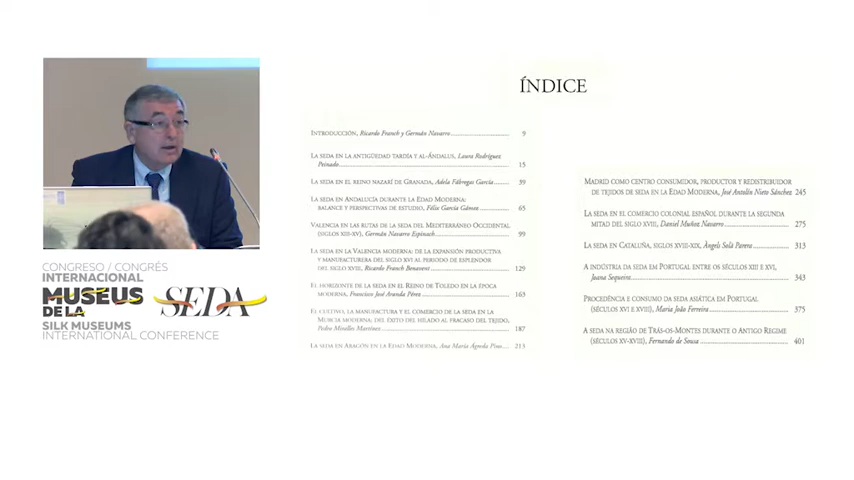 CONGRESO / CONGRÉS
INTERNACIONAL
MUSEUS
DE LA
SEDA
SILK MUSEUMS
INTERNATIONAL CONFERENCE
ÍNDICE
INTRODUCCIÓN, Ricardo Franch y Germán Navarro 9
LA SEDA EN LA ANTIGÜEDAD TARDÍA Y AL-ÁNDALUS, Laura Rodríguez
Peinado 15
LA SEDA EN EL REINO NAZARÍ DE GRANADA, Adela Fábregas García 39
LA SEDA EN ANDALUCÍA DURANTE LA EDAD MODERNA:
BALANCE Y PERSPECTIVAS DE ESTUDIO, Félix García Gámez 65
VALENCIA EN LAS RUTAS DE LA SEDA DEL MEDITERRÁNEO OCCIDENTAL
(SIGLOS XIII-XV), Germán Navarro Espinach 99
LA SEDA EN LA VALENCIA MODERNA: DE LA EXPANSIÓN PRODUCTIVA
Y MANUFACTURERA DEL SIGLO XVI AL PERIODO DE ESPLENDOR
DEL SIGLO XVIII, Ricardo Franch Benavent 129
EL HORIZONTE DE LA SEDA EN EL REINO DE TOLEDO EN LA ÉPOCA
MODERNA, Francisco José Aranda Pérez 163
EL CULTIVO, LA MANUFACTURA Y EL COMERCIO DE LA SEDA EN LA
MURCIA MODERNA: DEL ÉXITO DEL HILADO AL FRACASO DEL TEJIDO,
Pedro Miralles Martínez 187
LA SEDA EN ARAGÓN EN LA EDAD MODERNA, Ana María Ágreda Pino 213
MADRID COMO CENTRO CONSUMIDOR, PRODUCTOR Y REDISTRIBUIDOR
DE TEJIDOS DE SEDA EN LA EDAD MODERNA, José Antolín Nieto Sánchez 245
LA SEDA EN EL COMERCIO COLONIAL ESPAÑOL DURANTE LA SEGUNDA
MITAD DEL SIGLO XVI, Daniel Muñoz Navarro 275
LA SEDA EN CATALUÑA, SIGLOS XVIII-XIX, Àngels Solà Parera 313
A INDÚSTRIA DA SEDA EM PORTUGAL ENTRE OS SÉCULOS XIII E XVI,
Joana Sequeira 343
PROCEDÊNCIA E CONSUMO DA SEDA ASIÁTICA EM PORTUGAL
(SÉCULOS XVI E XVIII), Maria João Ferreira 375
A SEDA NA REGIÃO DE TRÁS-OS-MONTES DURANTE O ANTIGO REGIME
(SÉCULOS XV-XVIII), Fernando de Sousa 401